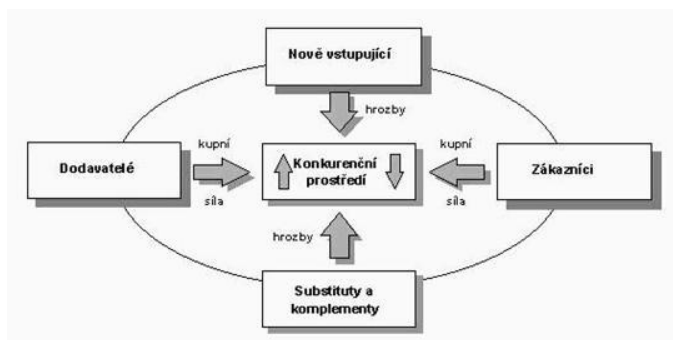 Nově vstupující
hrozby
kupní
kupní
Dodavatelé
Konkurenční
prostředí
Zákazníci
síla
síla
hrozby
Substituty a
komplementy